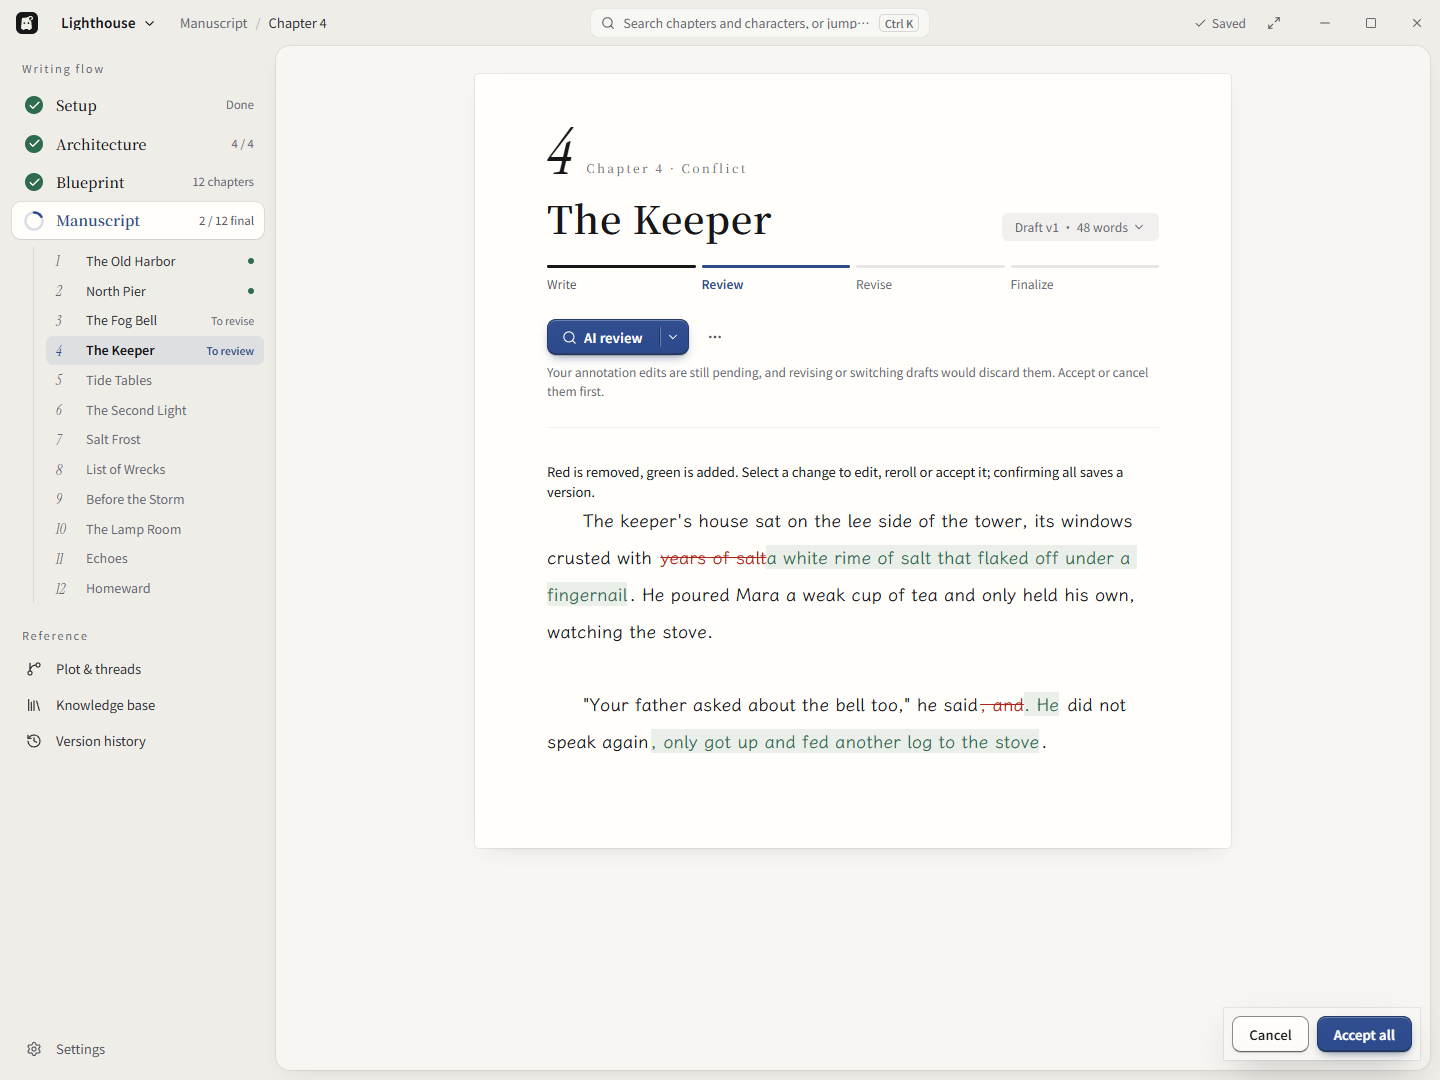 Lighthouse
Manuscript / Chapter 4
Search chapters and characters, or jump···
Ctrl K
Saved
Writing flow
Setup
Done
Architecture
4 / 4
Blueprint
12 chapters
Manuscript
2 / 12 final
1 The Old Harbor
2 North Pier
3 The Fog Bell To revise
4 The Keeper To review
5 Tide Tables
6 The Second Light
7 Salt Frost
8 List of Wrecks
9 Before the Storm
10 The Lamp Room
11 Echoes
12 Homeward
Reference
Plot & threads
Knowledge base
Version history
Settings
4 Chapter 4 · Conflict
The Keeper
Draft v1 • 48 words
Write
Review
Revise
Finalize
AI review
Your annotation edits are still pending, and revising or switching drafts would discard them. Accept or cancel
them first.
Red is removed, green is added. Select a change to edit, reroll or accept it; confirming all saves a
version.
The keeper's house sat on the lee side of the tower, its windows
crusted with years of salta white rime of salt that flaked off under a
fingernail. He poured Mara a weak cup of tea and only held his own,
watching the stove.
"Your father asked about the bell too," he said, and. He did not
speak again, only got up and fed another log to the stove.
Cancel
Accept all